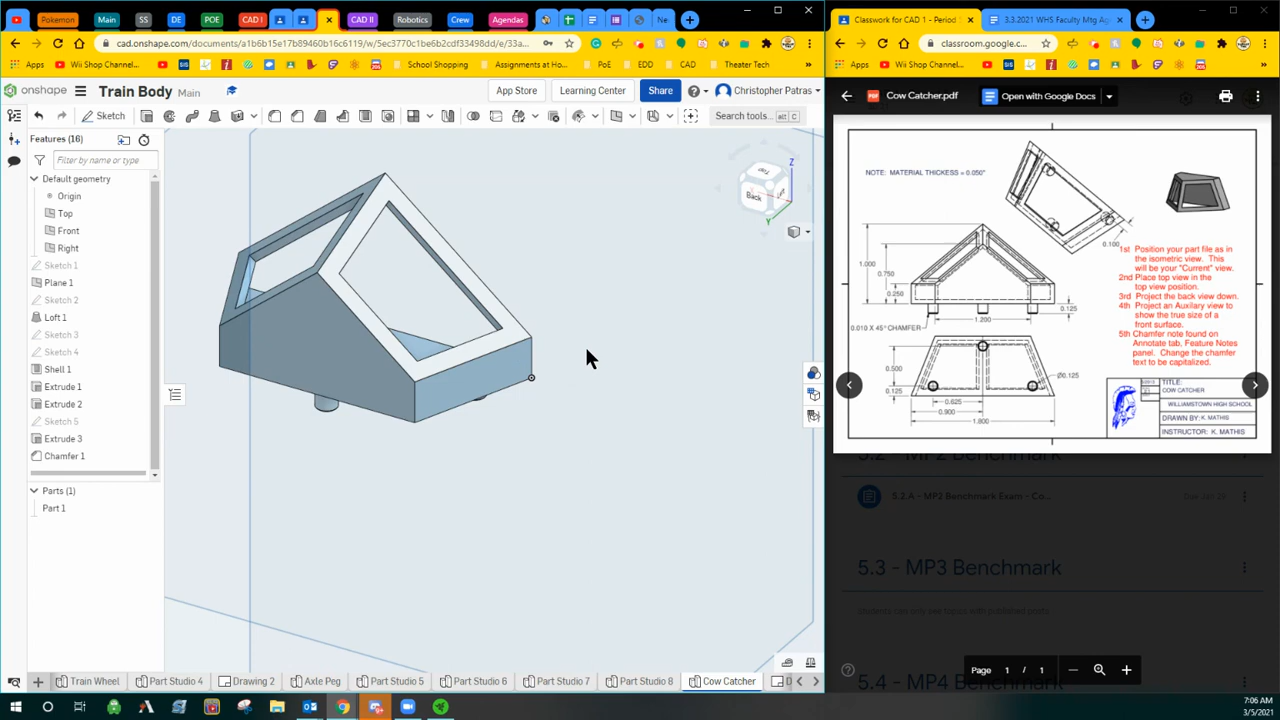 Pokemon
Main
SS
DE
POE
CAD I
CAD II
Robotics
Crew
Agendas
Ne
cad.onshape.com/documents/a1b6b15e17b89460b16c6119/w/5ec3770c1be6b2cdf33498dd/e/33a...
Apps
Wii Shop Channel...
School Shopping
Assignments at Ho...
PoE
EDD
CAD
Theater Tech
onshape
Train Body
Main
App Store
Learning Center
Share
Christopher Patras
Sketch
Search tools...
alt
C
Features (16)
Filter by name or type
Default geometry
Origin
Top
Front
Right
Sketch 1
Plane 1
Sketch 2
Loft 1
Sketch 3
Sketch 4
Shell 1
Extrude 1
Extrude 2
Sketch 5
Extrude 3
Chamfer 1
Parts (1)
Part 1
Top
Back
Z
Y
Train Wheel
Part Studio 4
Drawing 2
Axle Peg
Part Studio 5
Part Studio 6
Part Studio 7
Part Studio 8
Cow Catcher
D
Classwork for CAD 1 - Period
3.3.2021 WHS Faculty Mtg Ag
classroom.google.c...
Apps
Wii Shop Channel...
PDF
Cow Catcher.pdf
Open with Google Docs
NOTE: MATERIAL THICKESS = 0.050"
0.100
1.000
0.750
0.250
0.125
1.200
0.010 X 45° CHAMFER
1st Position your part file as in
the isometric view. This
will be your "Current" view.
2nd Place top view in the
top view position.
3rd Project the back view down.
4th Project an Auxilary view to
show the true size of a
front surface.
5th Chamfer note found on
Annotate tab, Feature Notes
panel. Change the chamfer
text to be capitalized.
0.500
0.125
Ø0.125
0.625
0.900
1.800
TITLE:
COW CATCHER
WILLIAMSTOWN HIGH SCHOOL
DRAWN BY: K. MATHIS
INSTRUCTOR: K. MATHIS
5.2 - MP2 Benchmark
5.2.A - MP2 Benchmark Exam - Co...
5.3 - MP3 Benchmark
Students can only see topics with published posts
5.4 - MP4 Benchmark
Page 1 / 1
7:06 AM
3/5/2021